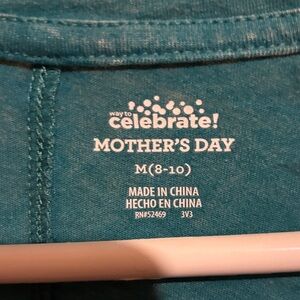 way to
celebrate!
MOTHER'S DAY
M(8-10)
MADE IN CHINA
HECHO EN CHINA
RN#52469 3V3